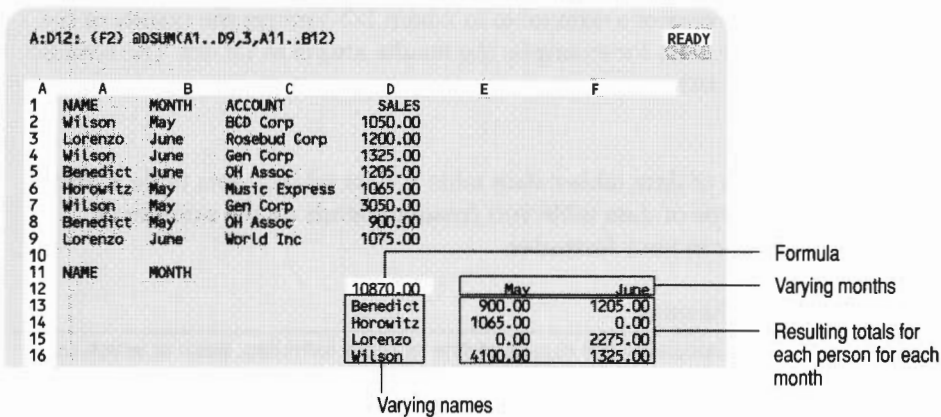 A:D12: (F2) @DSUM(A1..D9,3,A11..B12) READY
A A B C D E F
1 NAME MONTH ACCOUNT SALES
2 Wilson May BCD Corp 1050.00
3 Lorenzo June Rosebud Corp 1200.00
4 Wilson June Gen Corp 1325.00
5 Benedict June OH Assoc 1205.00
6 Horowitz May Music Express 1065.00
7 Wilson May Gen Corp 3050.00
8 Benedict May OH Assoc 900.00
9 Lorenzo June World Inc 1075.00
10
11 NAME MONTH
12 10870.00 May June
13 Benedict 900.00 1205.00
14 Horowitz 1065.00 0.00
15 Lorenzo 0.00 2275.00
16 Wilson 4100.00 1325.00
Formula
Varying months
Resulting totals for
each person for each
month
Varying names